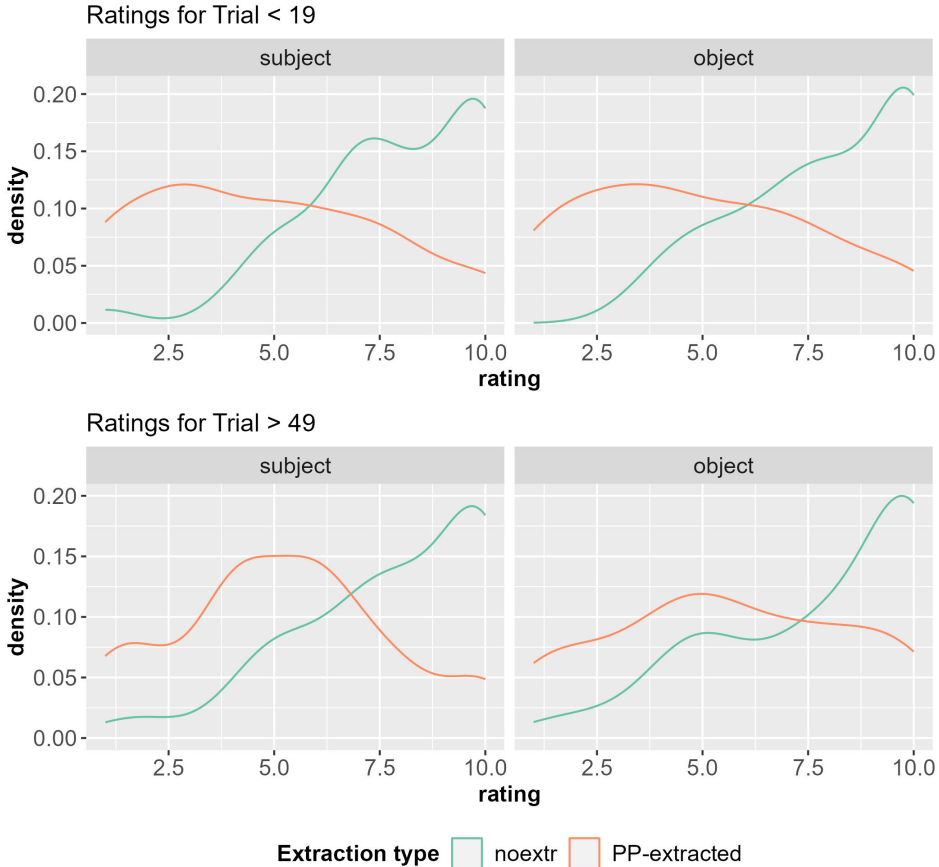 Ratings for Trial < 19
subject object
density
0.20
0.15
0.10
0.05
0.00
2.5 5.0 7.5 10.0 2.5 5.0 7.5 10.0
rating
Ratings for Trial > 49
subject object
density
0.20
0.15
0.10
0.05
0.00
2.5 5.0 7.5 10.0 2.5 5.0 7.5 10.0
rating
Extraction type noextr PP-extracted